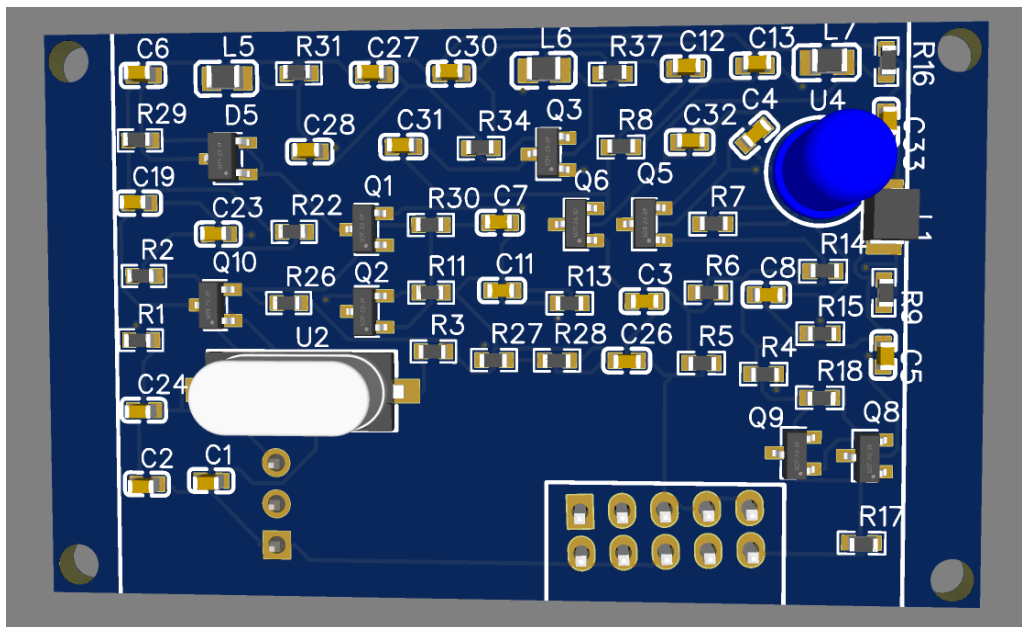 C6 L5 R31 C27 C30 L6 R37 C12 C13 L7 R16
R29 D5 C28 C31 R34 Q3 R8 C32 C4 U4 C33
C19 C23 R22 Q1 R30 C7 Q6 Q5 R7
R2 Q10 R26 Q2 R11 C11 R13 C3 R6 C8 R14 R9
R1 U2 R3 R27 R28 C26 R5 R4 R15 C5
C24 R18
C2 C1 Q9 Q8
R17